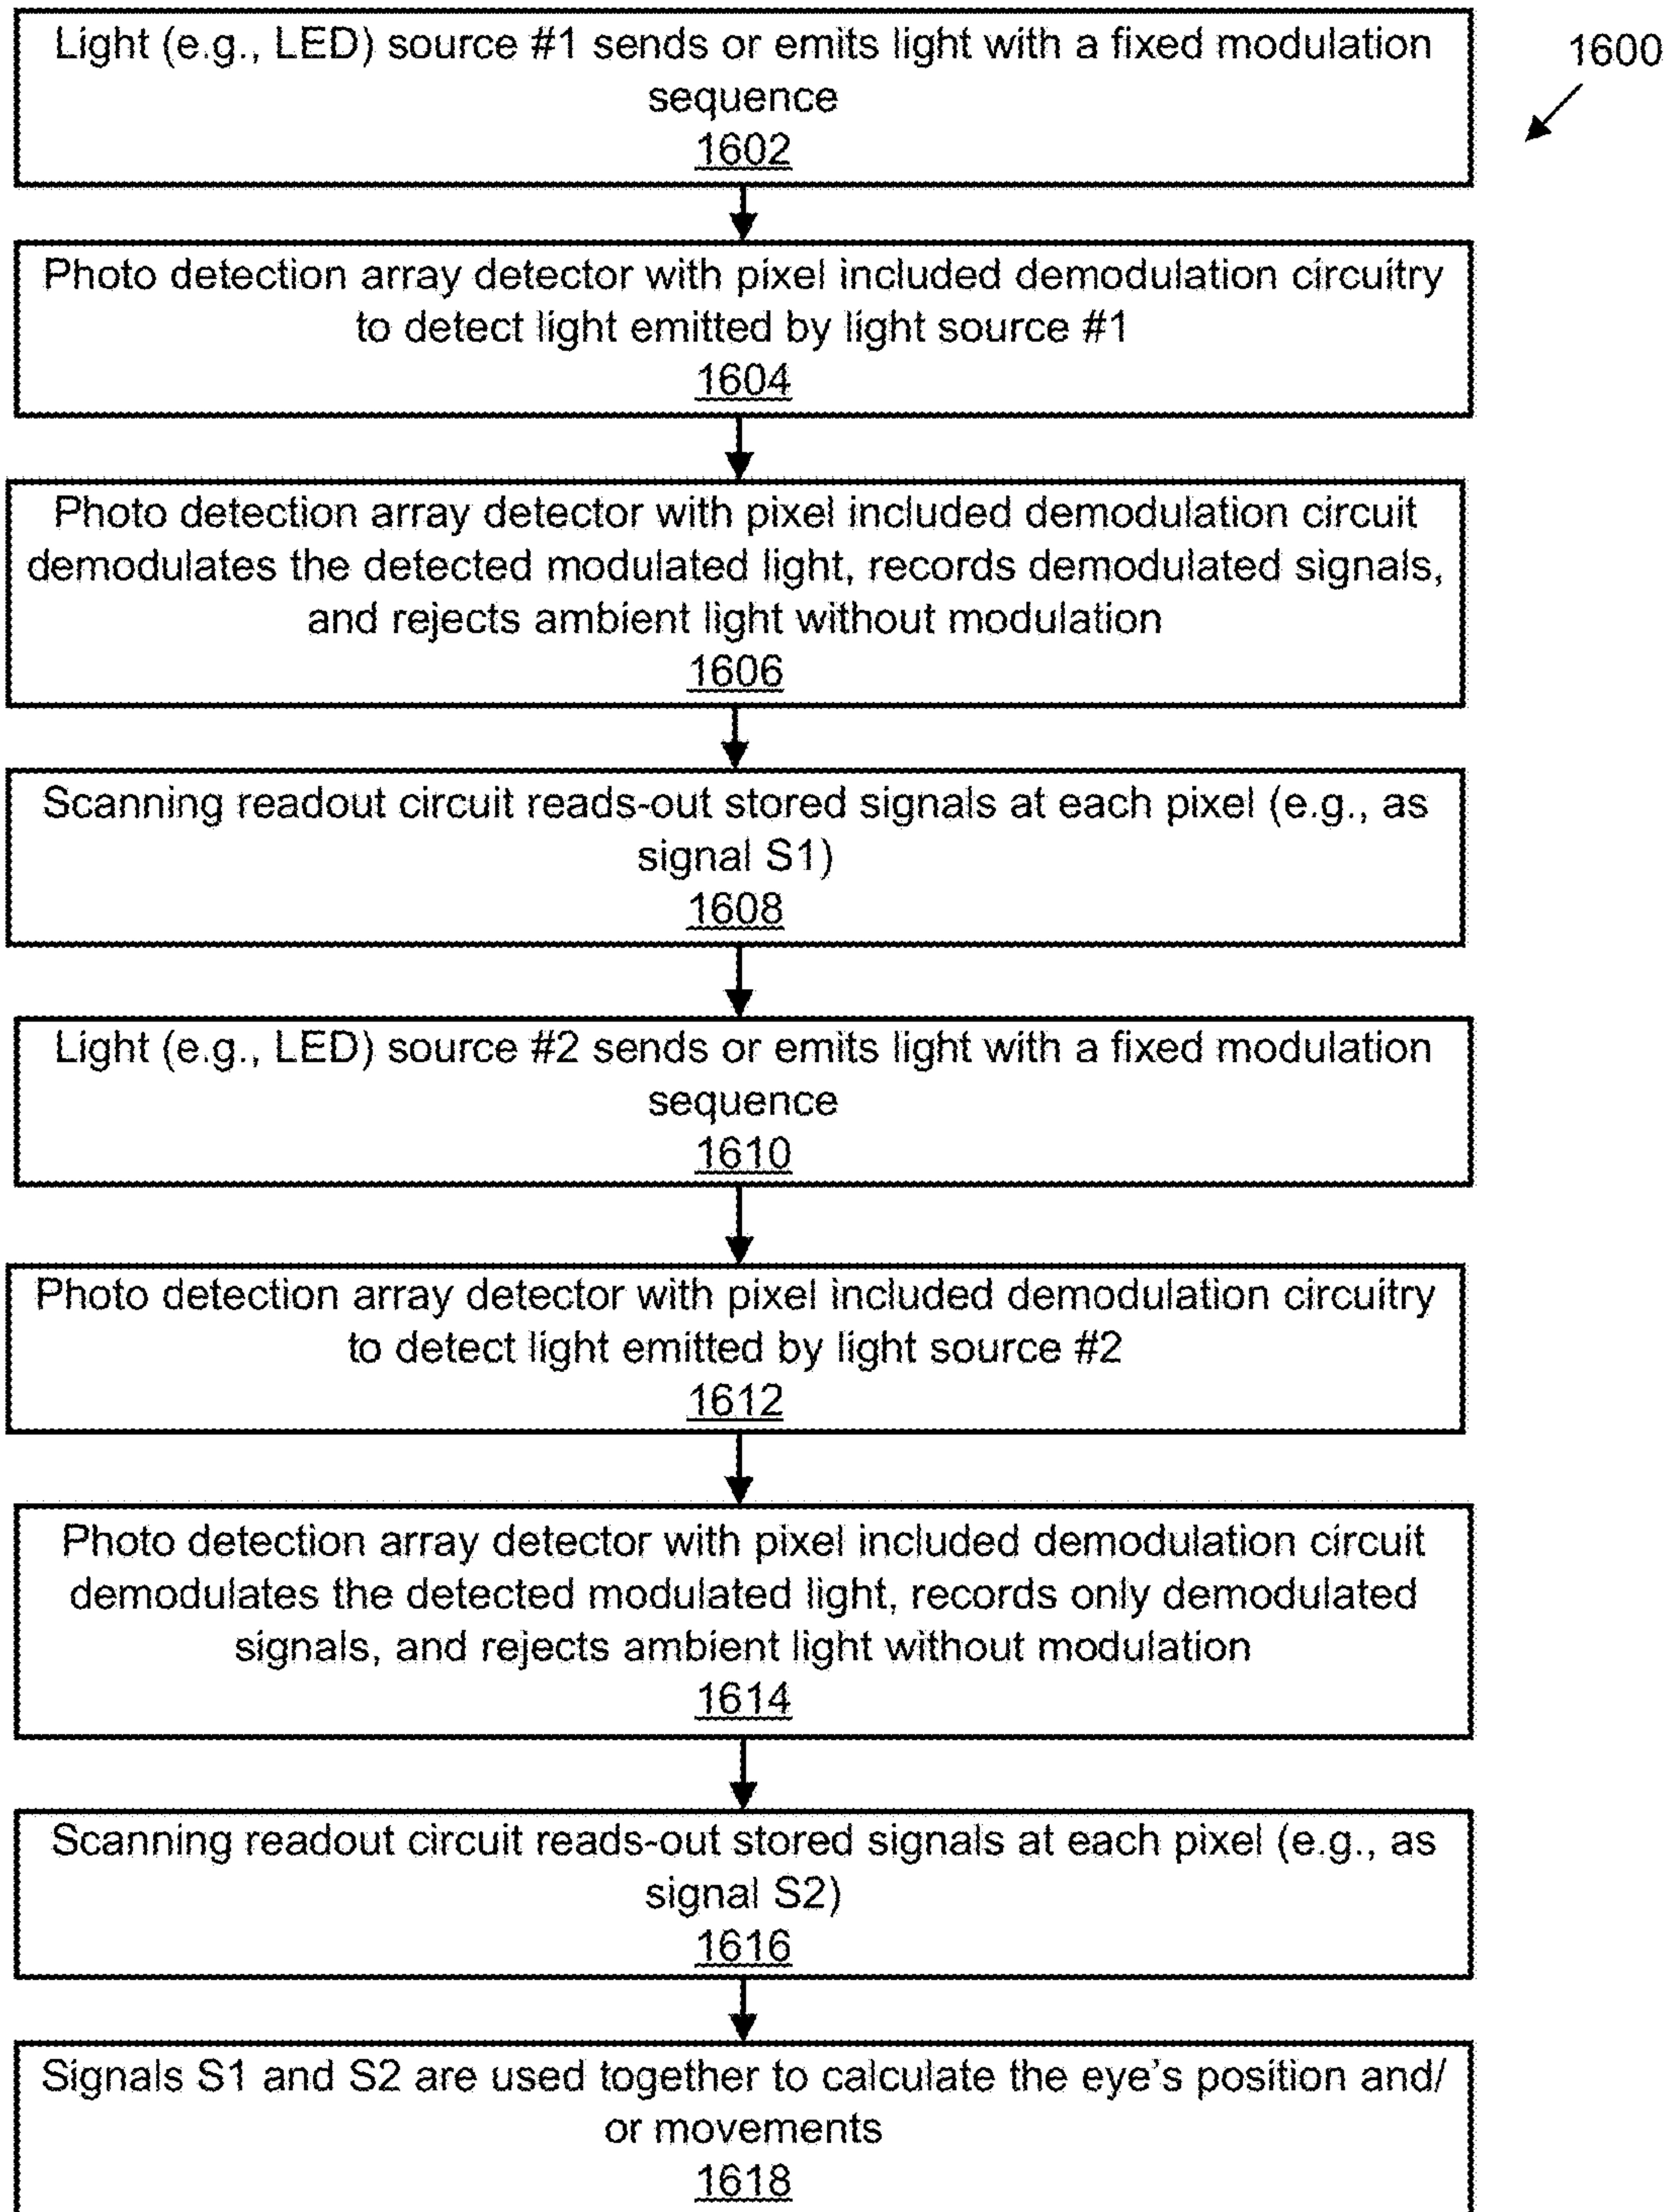 1600
Light (e.g., LED) source #1 sends or emits light with a fixed modulation
sequence
1602
Photo detection array detector with pixel included demodulation circuitry
to detect light emitted by light source #1
1604
Photo detection array detector with pixel included demodulation circuit
demodulates the detected modulated light, records demodulated signals,
and rejects ambient light without modulation
1606
Scanning readout circuit reads-out stored signals at each pixel (e.g., as
signal S1)
1608
Light (e.g., LED) source #2 sends or emits light with a fixed modulation
sequence
1610
Photo detection array detector with pixel included demodulation circuitry
to detect light emitted by light source #2
1612
Photo detection array detector with pixel included demodulation circuit
demodulates the detected modulated light, records only demodulated
signals, and rejects ambient light without modulation
1614
Scanning readout circuit reads-out stored signals at each pixel (e.g., as
signal S2)
1616
Signals S1 and S2 are used together to calculate the eye's position and/
or movements
1618